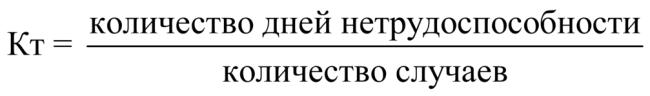 количество дней нетрудоспособности
Кт =
количество случаев